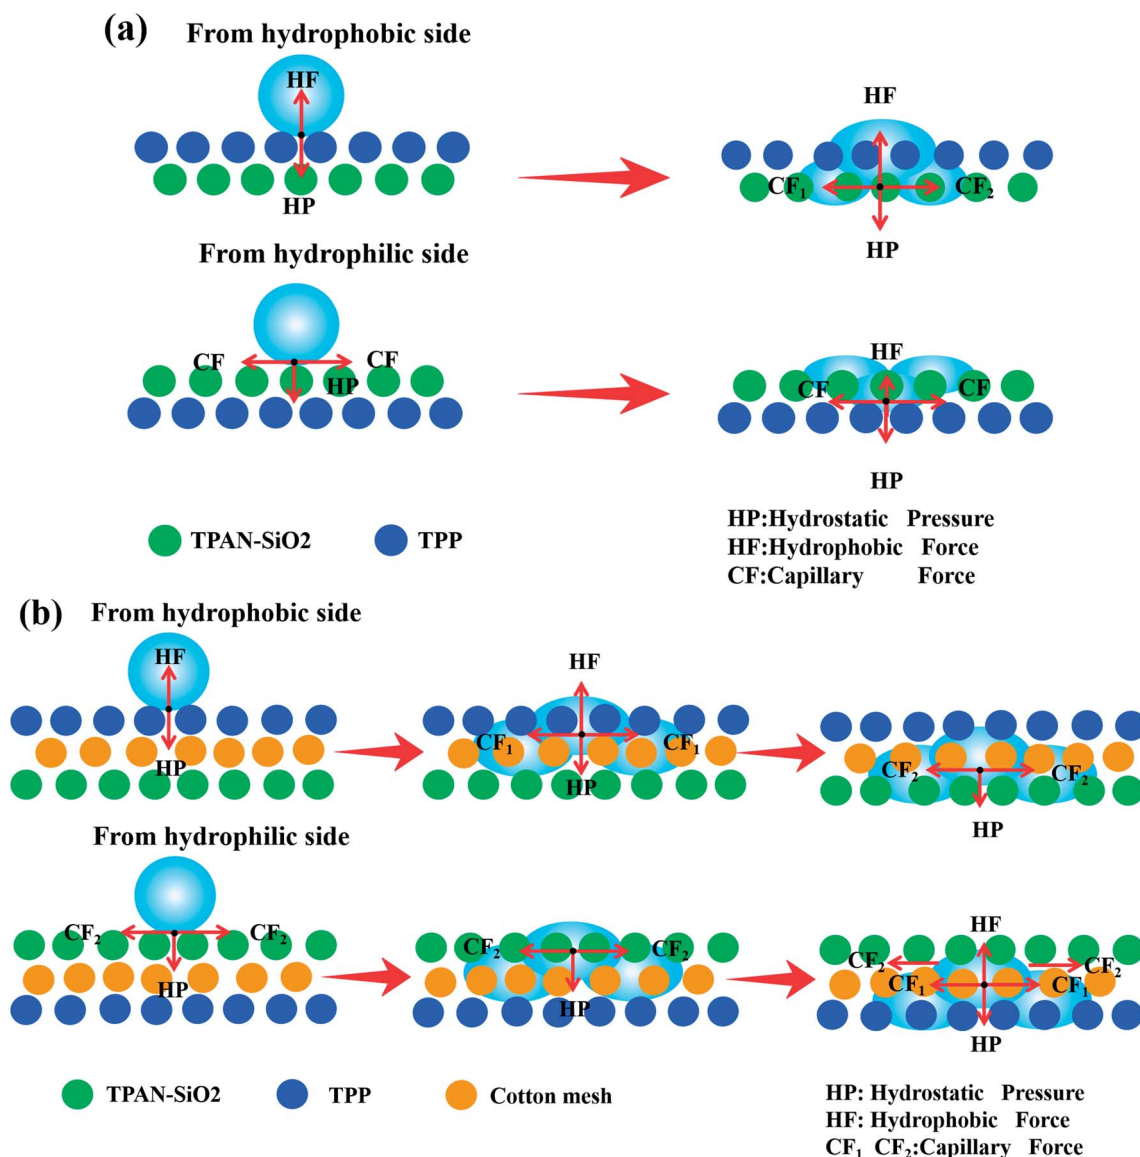 (a) From hydrophobic side
HF
HP
HF
CF₁ CF₂
HP
From hydrophilic side
CF CF
HP
HF
CF CF
HP
TPAN-SiO2 TPP
HP:Hydrostatic Pressure
HF:Hydrophobic Force
CF:Capillary Force
(b)
From hydrophobic side
HF
HP
HF
CF₁ CF₁
HP
CF₂ CF₂
HP
From hydrophilic side
CF₂ CF₂
HP
CF₂ CF₂
HP
HF
CF₂ CF₂
CF₁ CF₁
HP
TPAN-SiO2 TPP Cotton mesh
HP: Hydrostatic Pressure
HF: Hydrophobic Force
CF₁ CF₂:Capillary Force